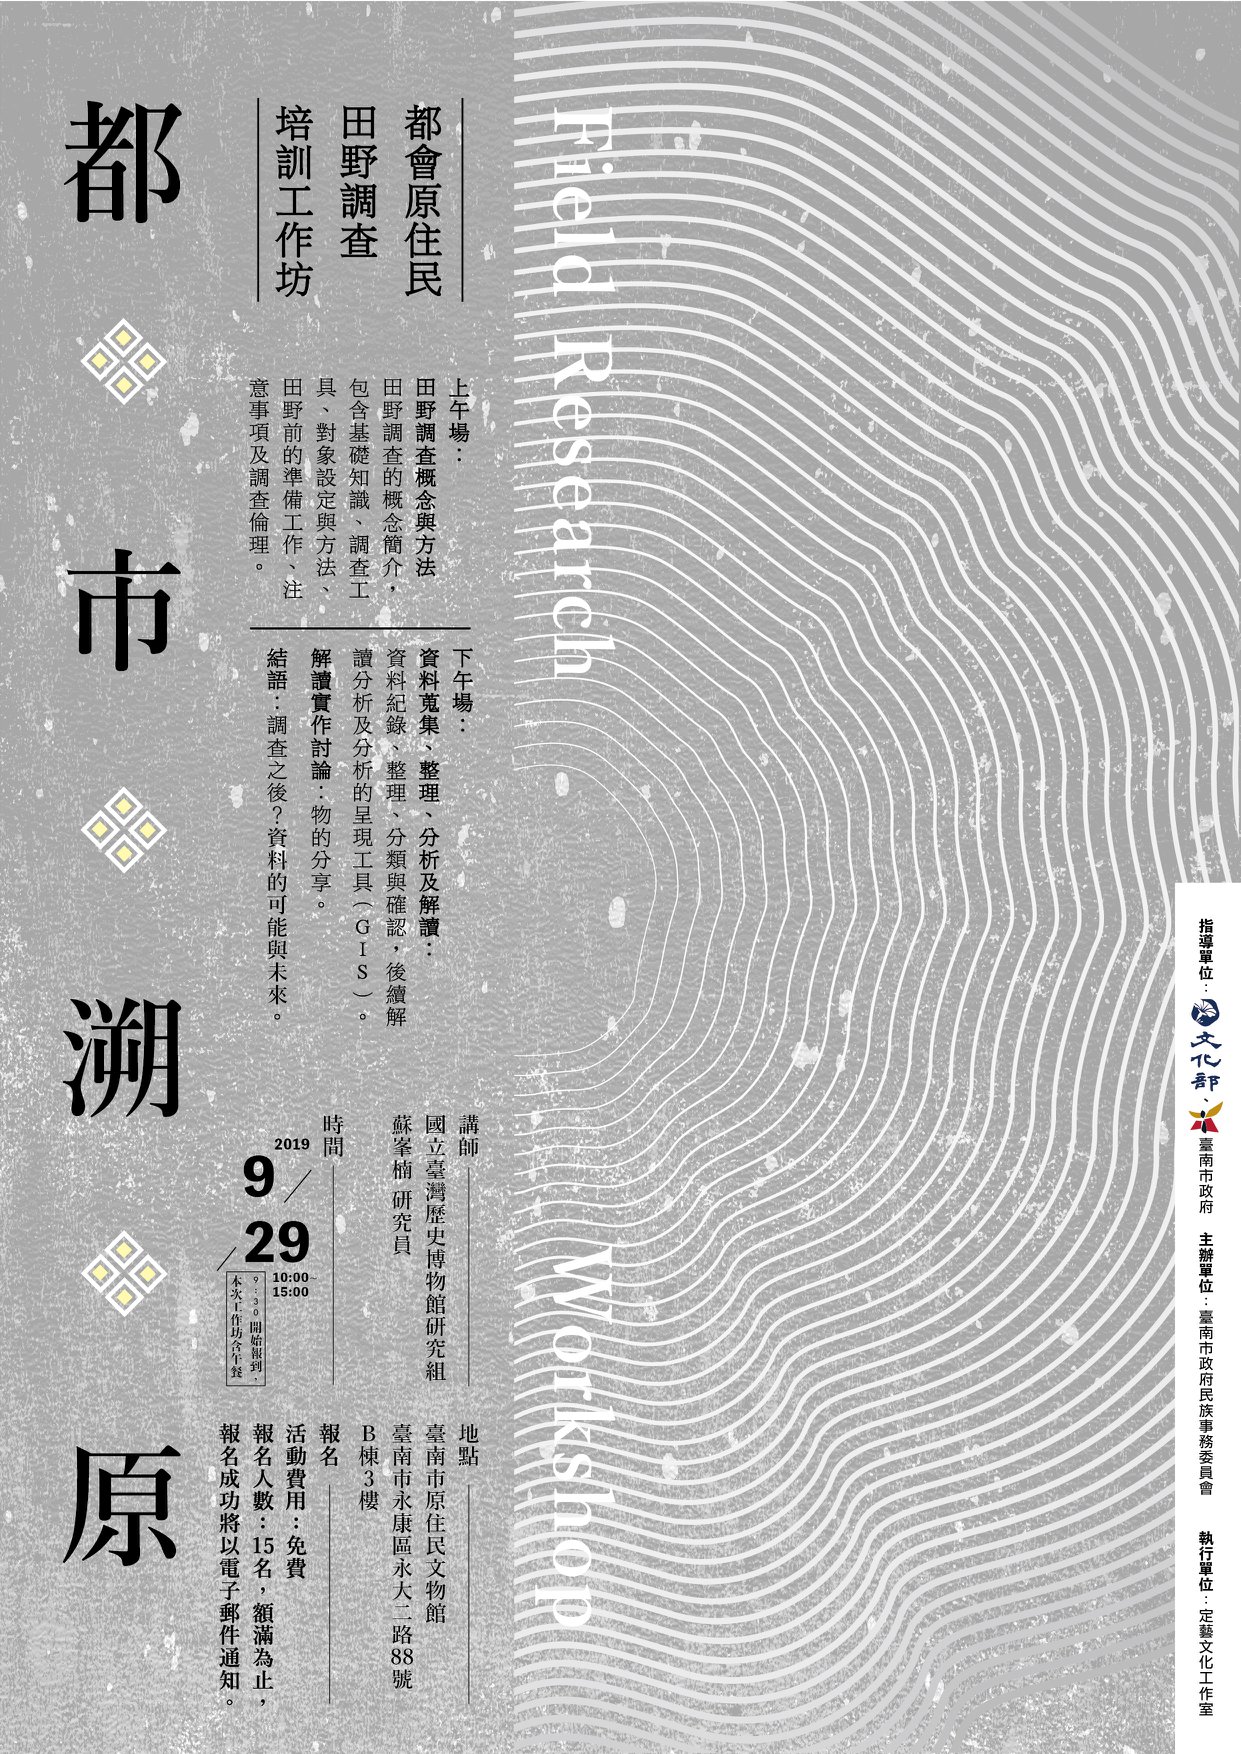 都市溯原
都會原住民
田野調查
培訓工作坊
上午場：
田野調查概念與方法
田野調查的概念簡介，
包含基礎知識、調查工
具、對象設定與方法、
田野前的準備工作、注
意事項及調查倫理。
下午場：
資料蒐集、整理、分析及解讀：
資料紀錄、整理、分類與確認，後續解
讀分析及分析的呈現工具（GIS）。
解讀實作討論：物的分享。
結語：調查之後？資料的可能與未來。
講師
國立臺灣歷史博物館研究組
蘇峯楠 研究員
時間
2019
9／
29
／
10:00~
15:00
9：30開始報到，
本次工作坊含午餐
地點
臺南市原住民文物館
臺南市永康區永大二路88號
B棟3樓
報名
活動費用：免費
報名人數：15名，額滿為止，
報名成功將以電子郵件通知。
Field Research Workshop
指導單位：文化部、臺南市政府 主辦單位：臺南市政府民族事務委員會 執行單位：定藝文化工作室